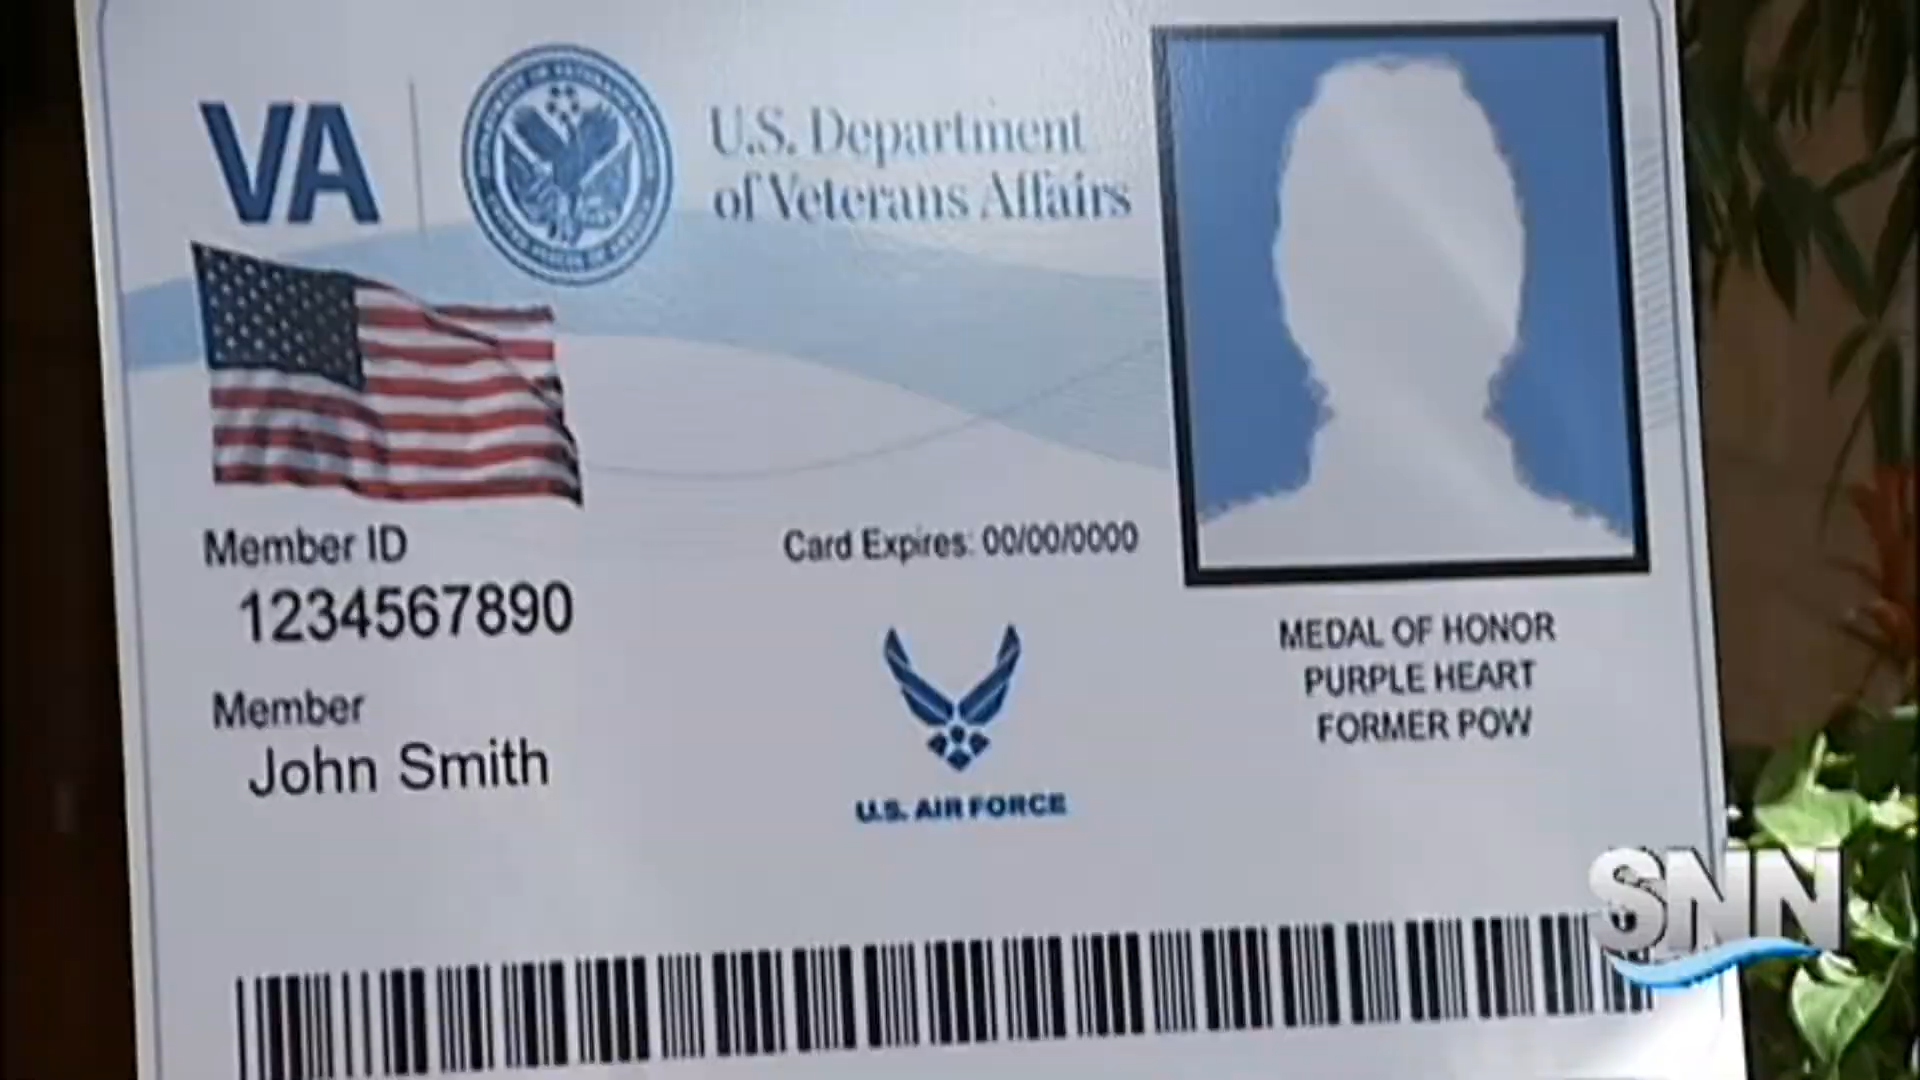 VA
U.S. Department
of Veterans Affairs
Member ID
1234567890
Card Expires: 00/00/0000
Member
John Smith
U.S. AIR FORCE
MEDAL OF HONOR
PURPLE HEART
FORMER POW
SNN